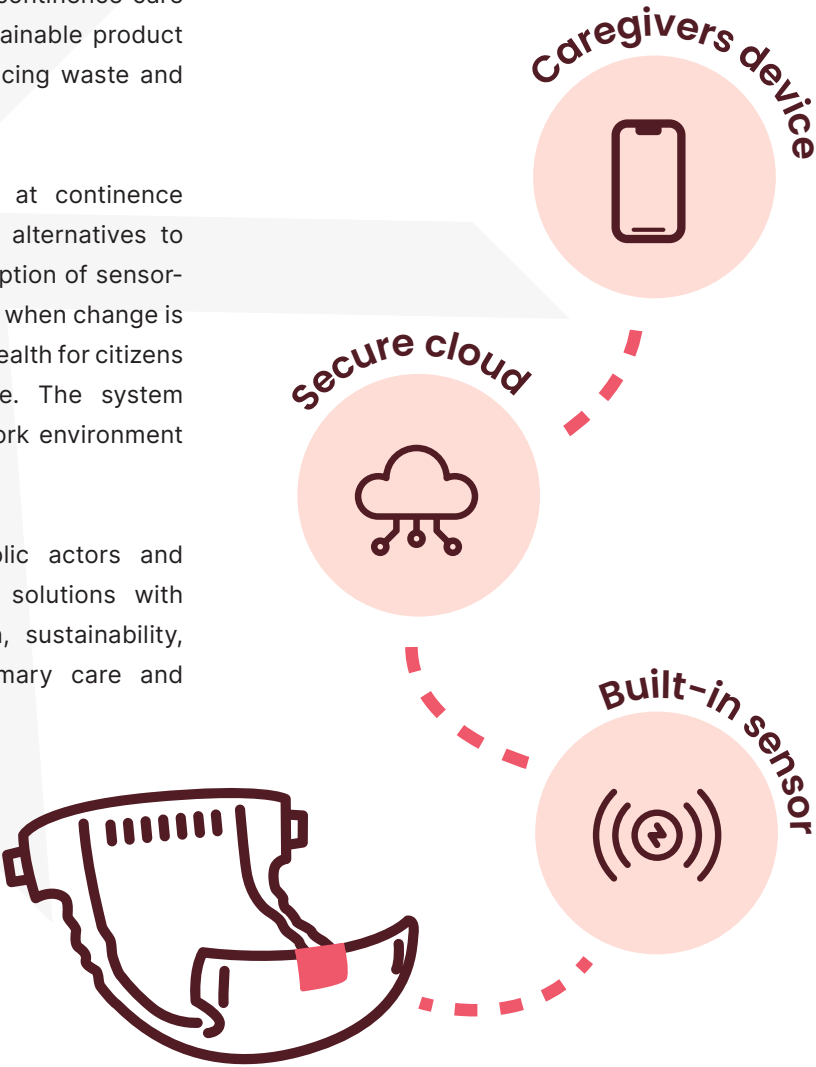 ainable product
cing waste and
at continence
alternatives to
ption of sensor-
when change is
ealth for citizens
e. The system
ork environment
lic actors and
solutions with
, sustainability,
mary care and
Caregivers device
Secure cloud
Built-in sensor